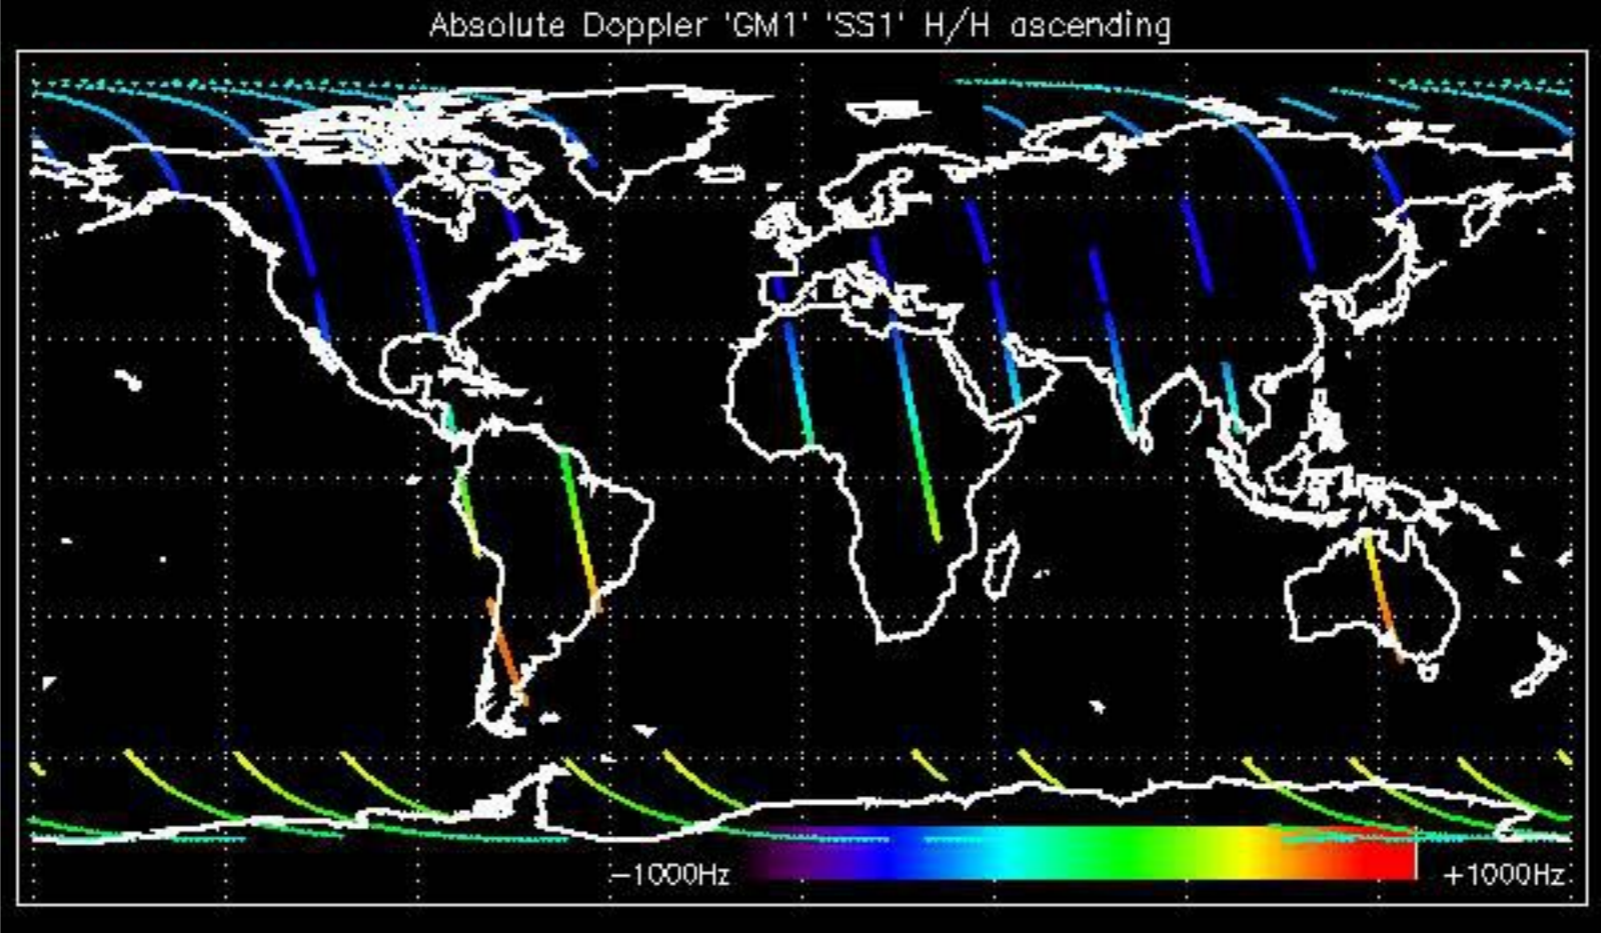 Absolute Doppler 'GM1' 'SS1' H/H ascending
−1000Hz +1000Hz